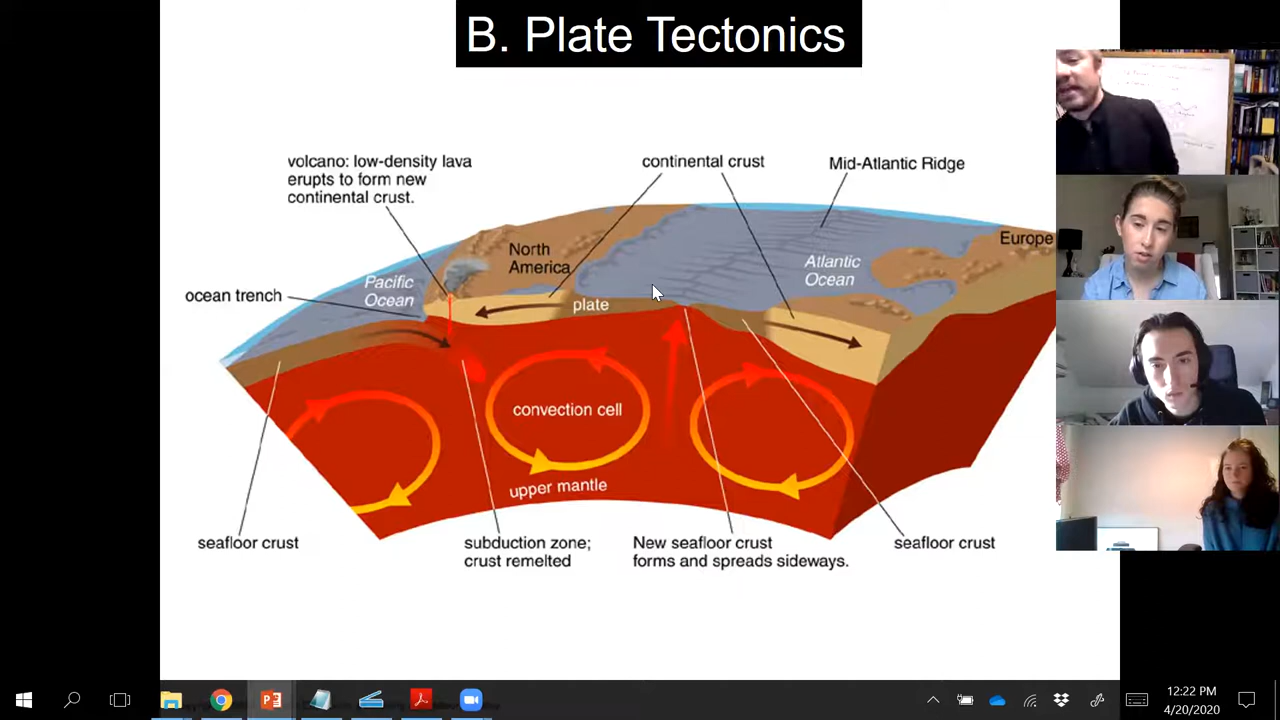 B. Plate Tectonics
volcano: low-density lava
erupts to form new
continental crust.
continental crust
Mid-Atlantic Ridge
North
America
Europe
Atlantic
Ocean
Pacific
Ocean
ocean trench
plate
convection cell
upper mantle
seafloor crust
subduction zone;
crust remelted
New seafloor crust
forms and spreads sideways.
seafloor crust
12:22 PM
4/20/2020